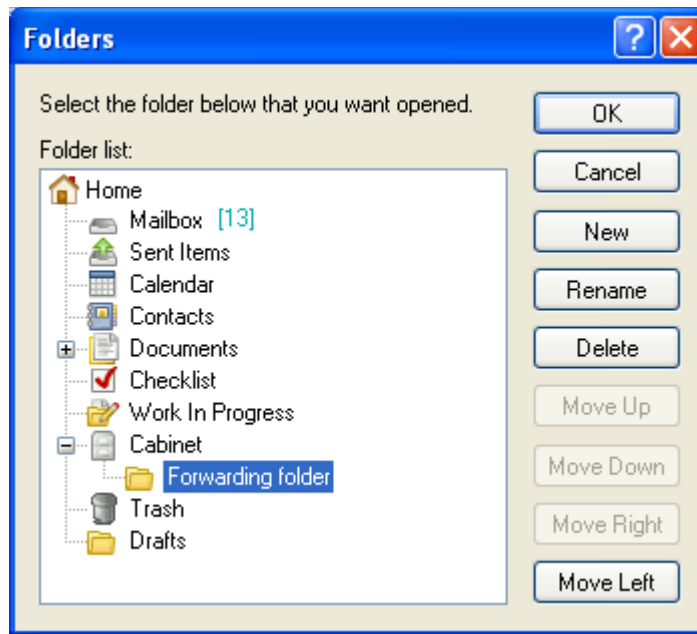 Folders
Select the folder below that you want opened.
Folder list:
Home
Mailbox [13]
Sent Items
Calendar
Contacts
Documents
Checklist
Work In Progress
Cabinet
Forwarding folder
Trash
Drafts
OK
Cancel
New
Rename
Delete
Move Up
Move Down
Move Right
Move Left